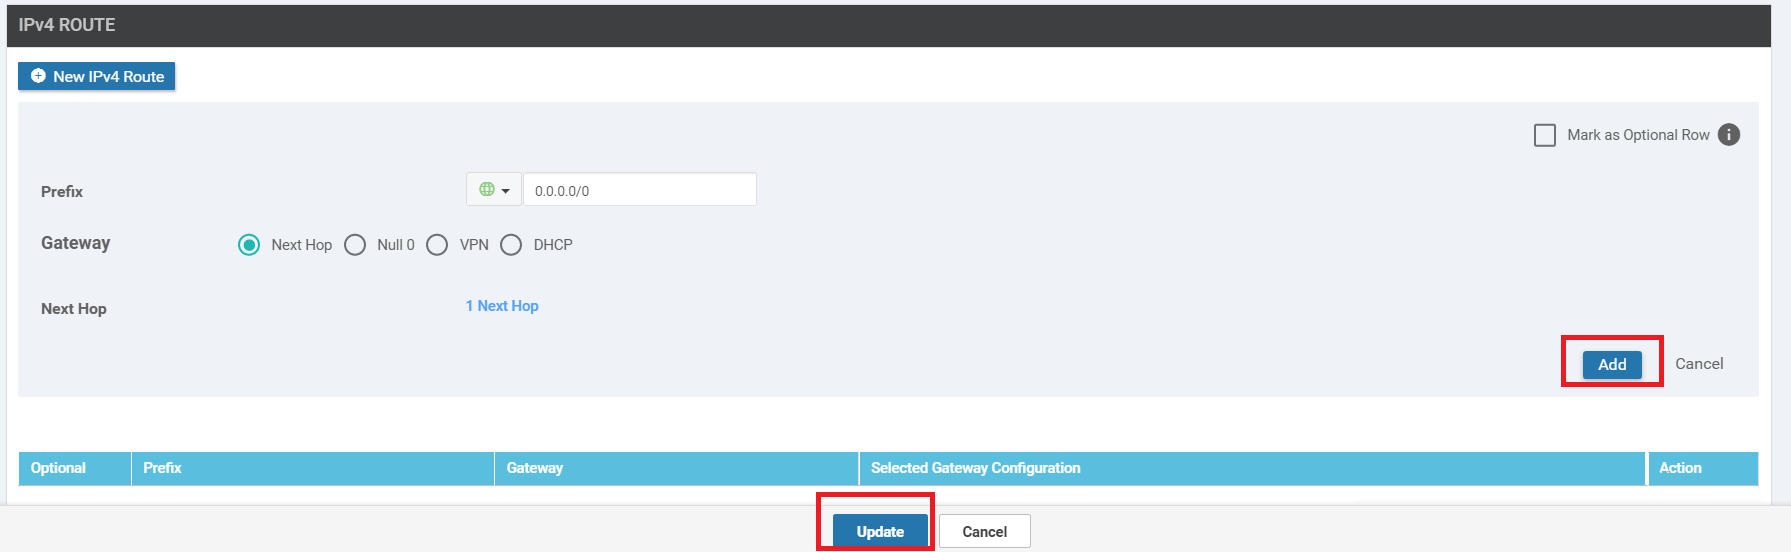 IPv4 ROUTE
New IPv4 Route
Mark as Optional Row
Prefix
0.0.0.0/0
Gateway Next Hop Null 0 VPN DHCP
Next Hop 1 Next Hop
Add Cancel
Optional Prefix Gateway Selected Gateway Configuration Action
Update Cancel